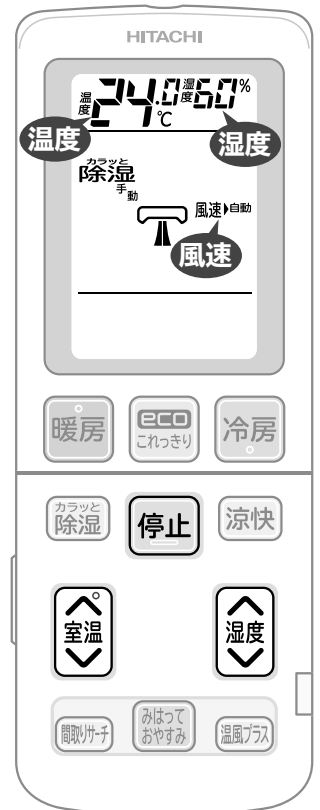 HITACHI
温度 24.0℃ 湿度 60%
温度 湿度
カラッと
除湿
手動
風速▶自動
風速
暖房 eco これっきり 冷房
カラッと
除湿 停止 涼快
室温 湿度
間取りサーチ みはって おやすみ 温風プラス